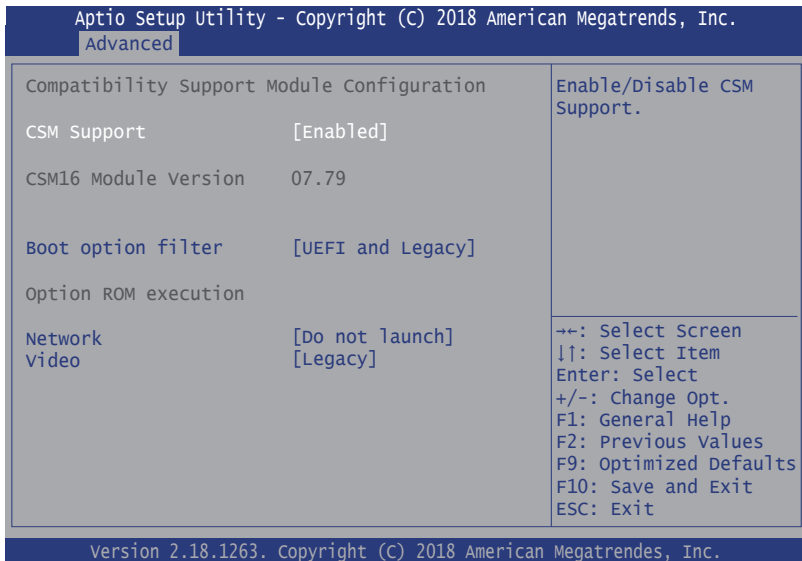 Aptio Setup Utility - Copyright (C) 2018 American Megatrends, Inc.
Advanced
Compatibility Support Module Configuration
CSM Support [Enabled]
CSM16 Module Version 07.79
Boot option filter [UEFI and Legacy]
Option ROM execution
Network [Do not launch]
Video [Legacy]
Enable/Disable CSM
Support.
→←: Select Screen
↓↑: Select Item
Enter: Select
+/-: Change Opt.
F1: General Help
F2: Previous Values
F9: Optimized Defaults
F10: Save and Exit
ESC: Exit
Version 2.18.1263. Copyright (C) 2018 American Megatrendes, Inc.